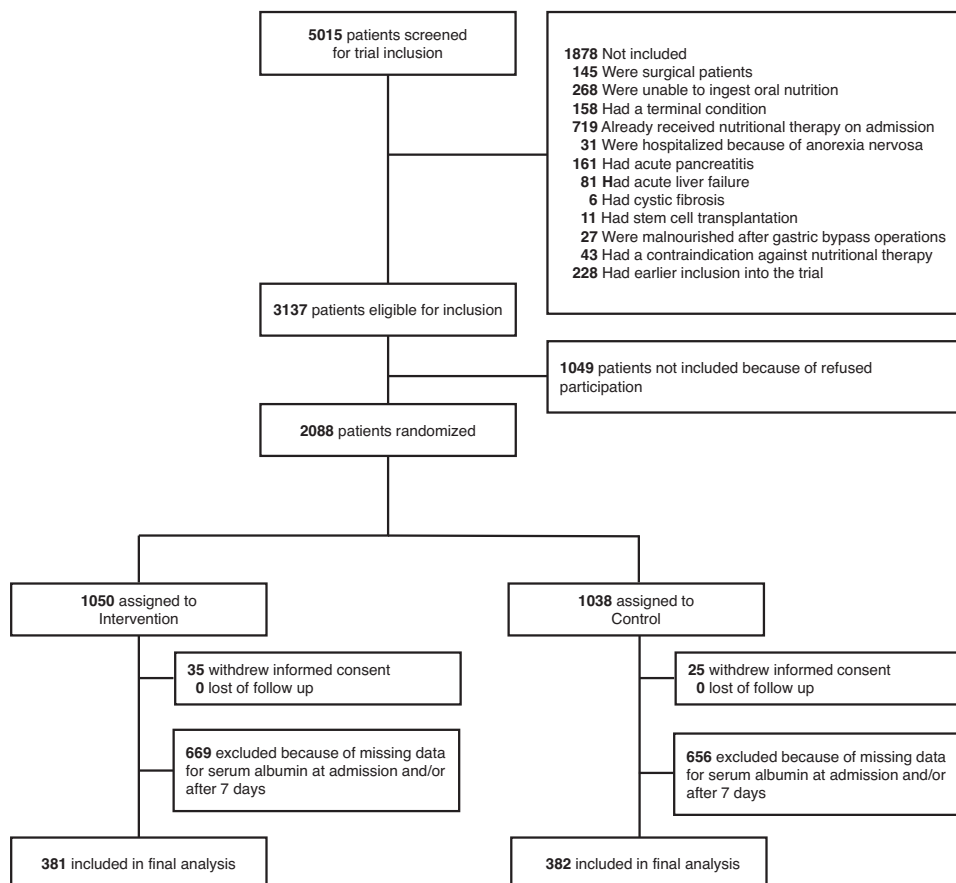 5015 patients screened
for trial inclusion
1878 Not included
145 Were surgical patients
268 Were unable to ingest oral nutrition
158 Had a terminal condition
719 Already received nutritional therapy on admission
31 Were hospitalized because of anorexia nervosa
161 Had acute pancreatitis
81 Had acute liver failure
6 Had cystic fibrosis
11 Had stem cell transplantation
27 Were malnourished after gastric bypass operations
43 Had a contraindication against nutritional therapy
228 Had earlier inclusion into the trial
3137 patients eligible for inclusion
1049 patients not included because of refused
participation
2088 patients randomized
1050 assigned to
Intervention
1038 assigned to
Control
35 withdrew informed consent
0 lost of follow up
25 withdrew informed consent
0 lost of follow up
669 excluded because of missing data
for serum albumin at admission and/or
after 7 days
656 excluded because of missing data
for serum albumin at admission and/or
after 7 days
381 included in final analysis
382 included in final analysis